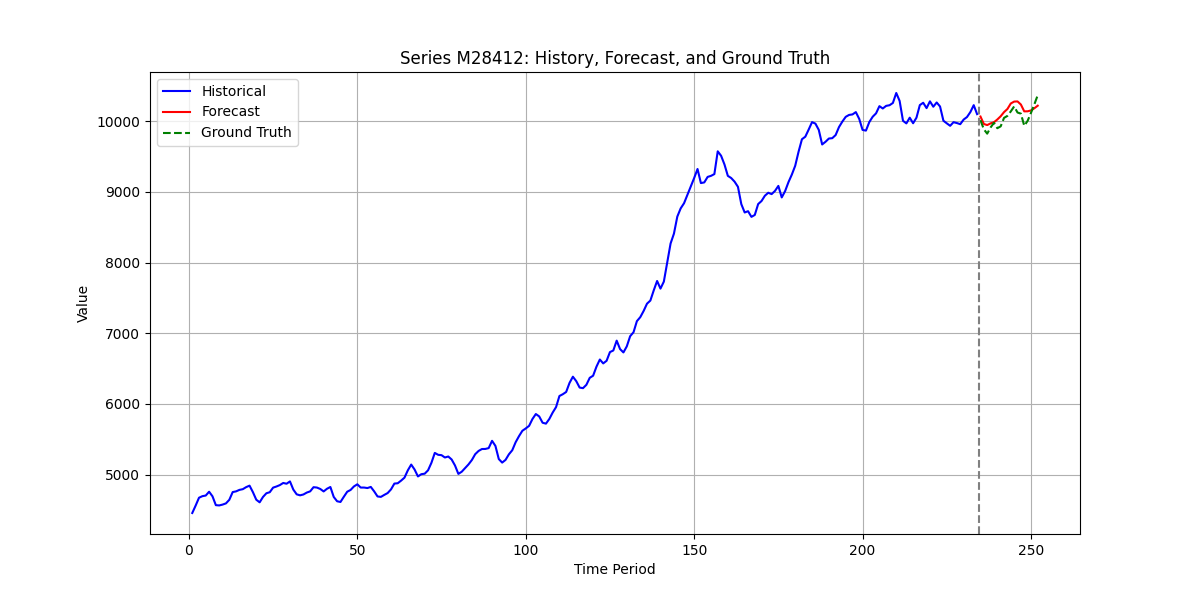 Series M28412: History, Forecast, and Ground Truth
Historical
Forecast
Ground Truth
10000
9000
8000
7000
6000
5000
Value
0 50 100 150 200 250
Time Period